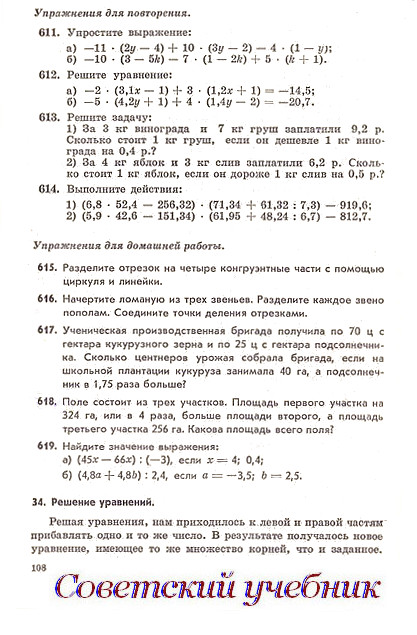 Упражнения для повторения.
611. Упростите выражение:
а) −11 · (2y − 4) + 10 · (3y − 2) − 4 · (1 − y);
б) −10 · (3 − 5k) − 7 · (1 − 2k) + 5 · (k + 1).
612. Решите уравнение:
а) −2 · (3,1x − 1) + 3 · (1,2x + 1) = −14,5;
б) −5 · (4,2y + 1) + 4 · (1,4y − 2) = −20,7.
613. Решите задачу:
1) За 3 кг винограда и 7 кг груш заплатили 9,2 р.
Сколько стоит 1 кг груш, если он дешевле 1 кг вино-
града на 0,4 р.?
2) За 4 кг яблок и 3 кг слив заплатили 6,2 р. Сколь-
ко стоит 1 кг яблок, если он дороже 1 кг слив на 0,5 р.?
614. Выполните действия:
1) (6,8 · 52,4 − 256,32) · (71,34 + 61,32 : 7,3) − 919,6;
2) (5,9 · 42,6 − 151,34) · (61,95 + 48,24 : 6,7) − 812,7.
Упражнения для домашней работы.
615. Разделите отрезок на четыре конгруэнтные части с помощью
циркуля и линейки.
616. Начертите ломаную из трех звеньев. Разделите каждое звено
пополам. Соедините точки деления отрезками.
617. Ученическая производственная бригада получила по 70 ц с
гектара кукурузного зерна и по 25 ц с гектара подсолнечни-
ка. Сколько центнеров урожая собрала бригада, если на
школьной плантации кукуруза занимала 40 га, а подсолнеч-
ник в 1,75 раза больше?
618. Поле состоит из трех участков. Площадь первого участка на
324 га, или в 4 раза, больше площади второго, а площадь
третьего участка 256 га. Какова площадь всего поля?
619. Найдите значение выражения:
а) (45x − 66x) : (−3), если x = 4; 0,4;
б) (4,8a + 4,8b) : 2,4, если a = −3,5; b = 2,5.
34. Решение уравнений.
Решая уравнения, нам приходилось к левой и правой частям
прибавлять одно и то же число. В результате получалось новое
уравнение, имеющее то же множество корней, что и заданное.
108
Советский учебник